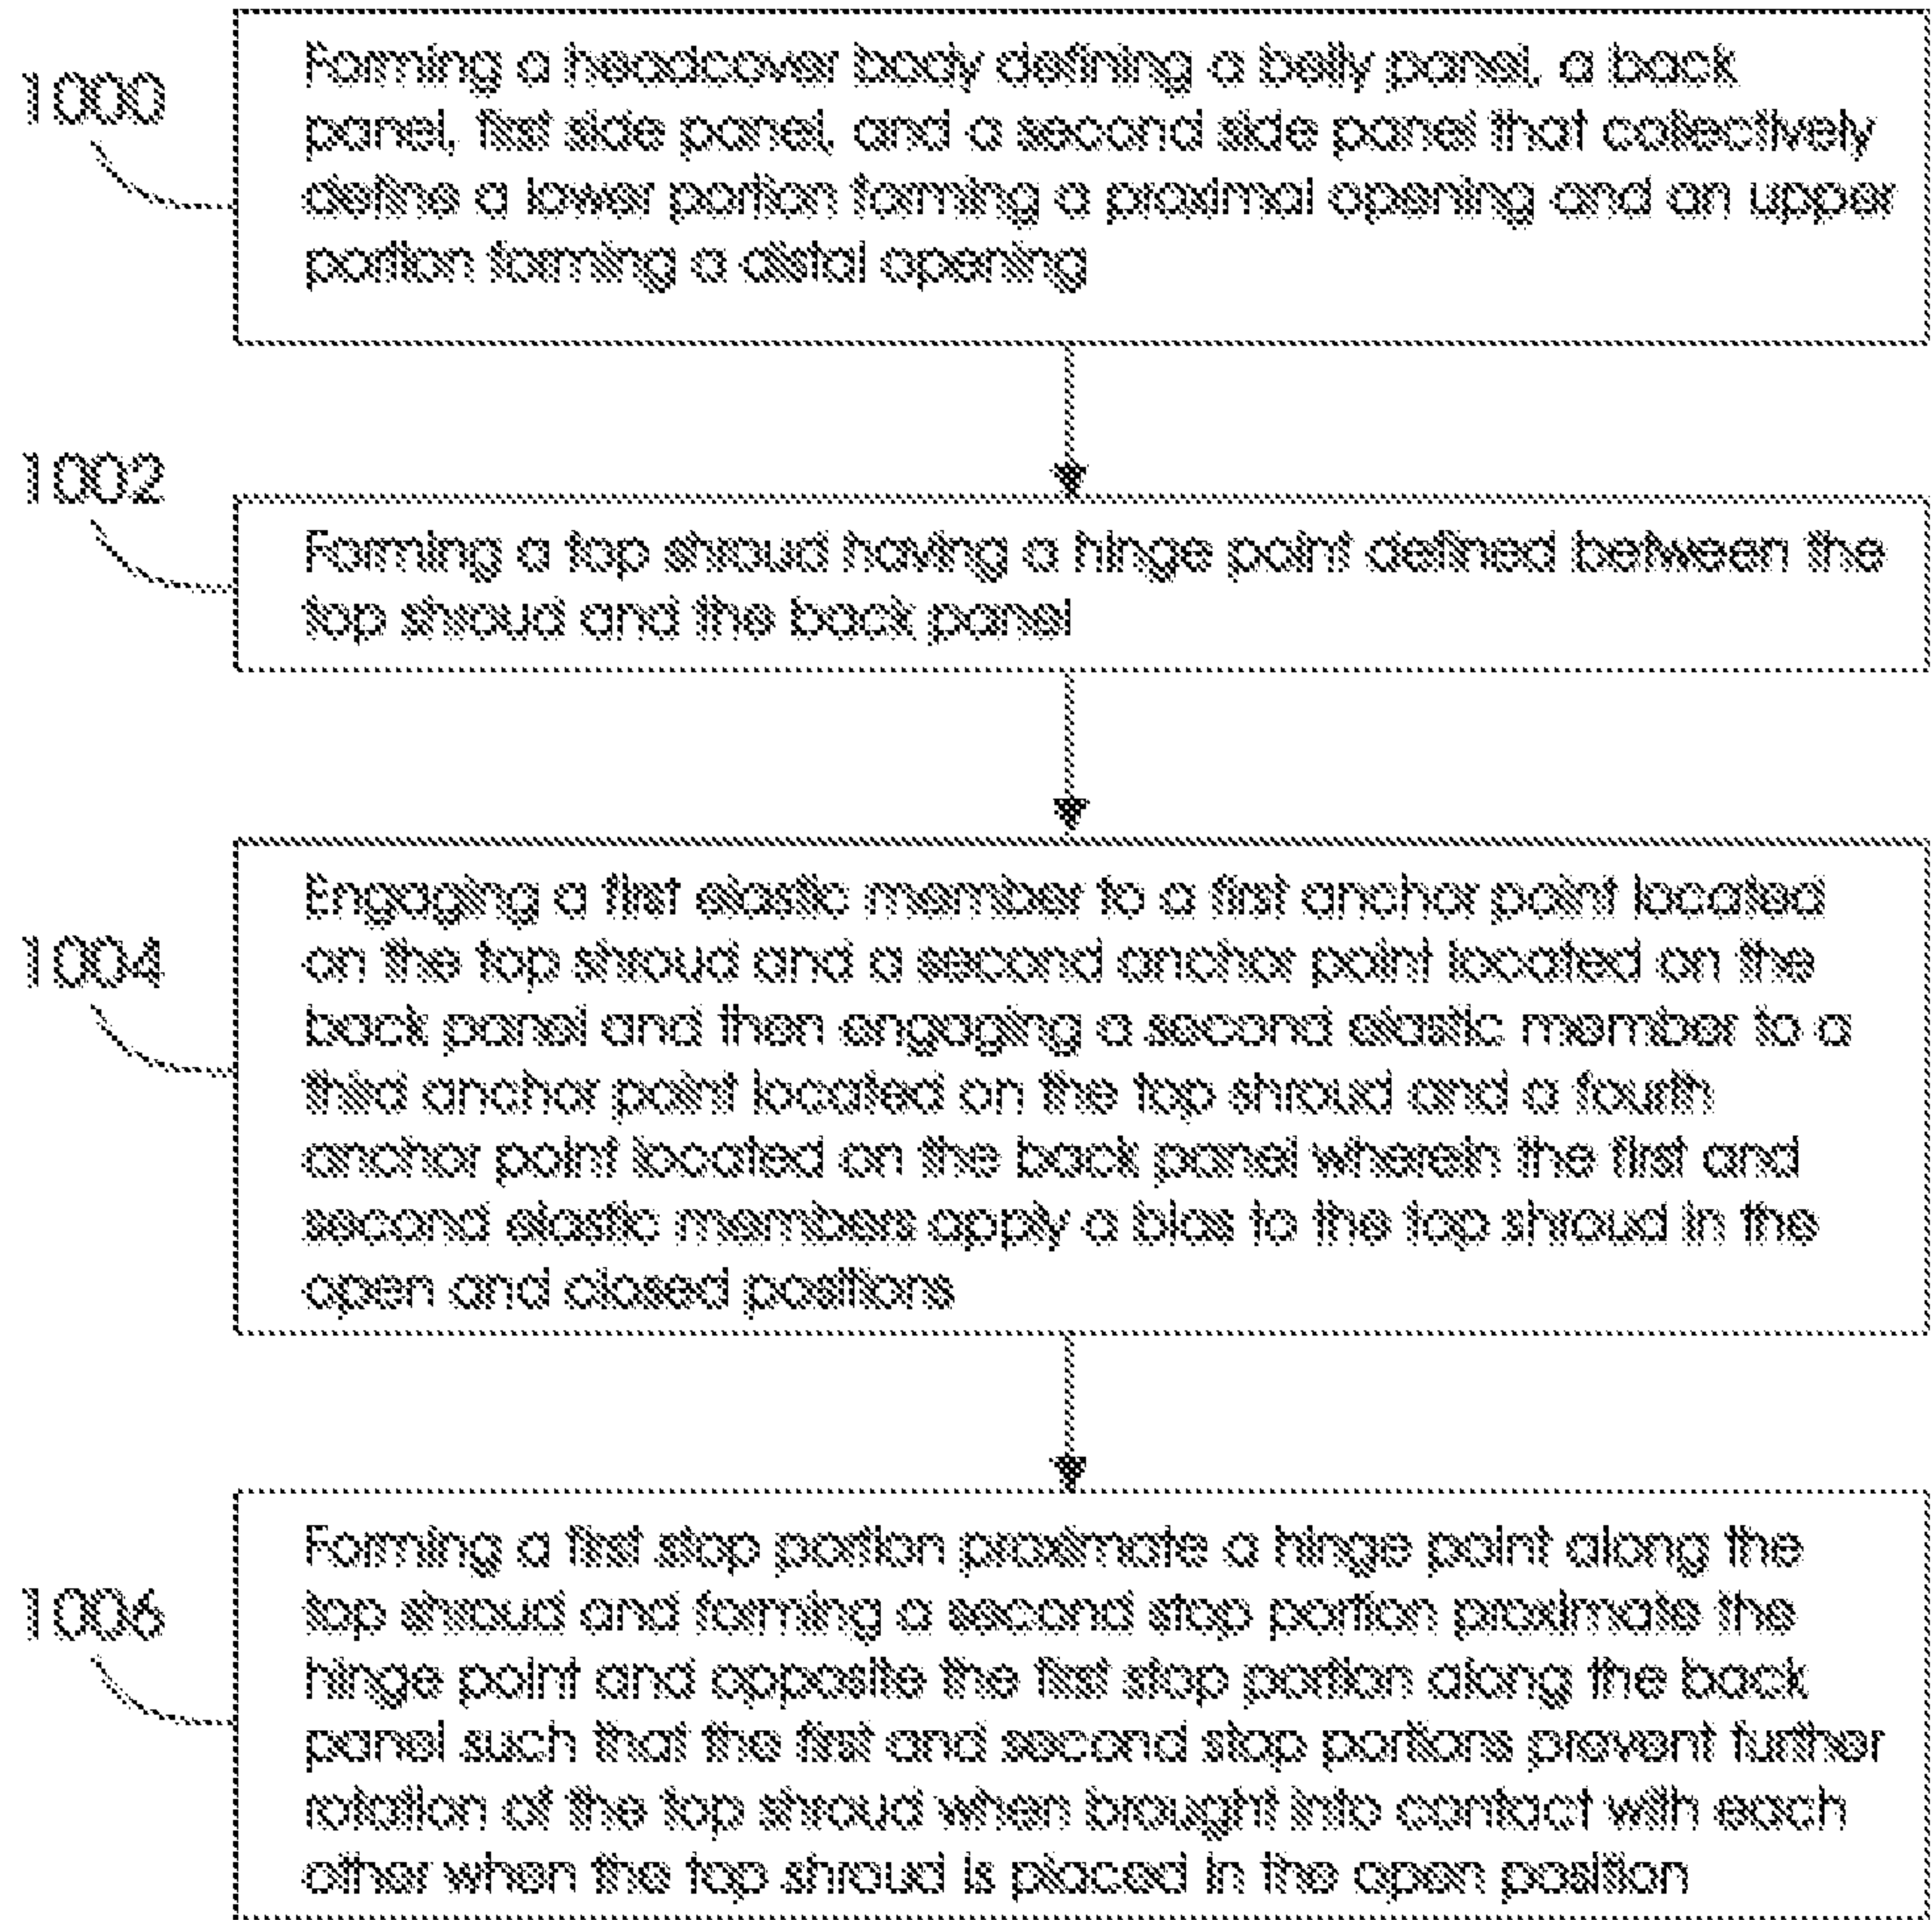 1000
Forming a headcover body defining a belly panel, a back
panel, first side panel, and a second side panel that collectively
define a lower portion forming a proximal opening and an upper
portion forming a distal opening
1002
Forming a top shroud having a hinge point defined between the
top shroud and the back panel
1004
Engaging a first elastic member to a first anchor point located
on the top shroud and a second anchor point located on the
back panel and then engaging a second elastic member to a
third anchor point located on the top shroud and a fourth
anchor point located on the back panel wherein the first and
second elastic members apply a bias to the top shroud in the
open and closed positions
1006
Forming a first stop portion proximate a hinge point along the
top shroud and forming a second stop portion proximate the
hinge point and opposite the first stop portion along the back
panel such that the first and second stop portions prevent further
rotation of the top shroud when brought into contact with each
other when the top shroud is placed in the open position